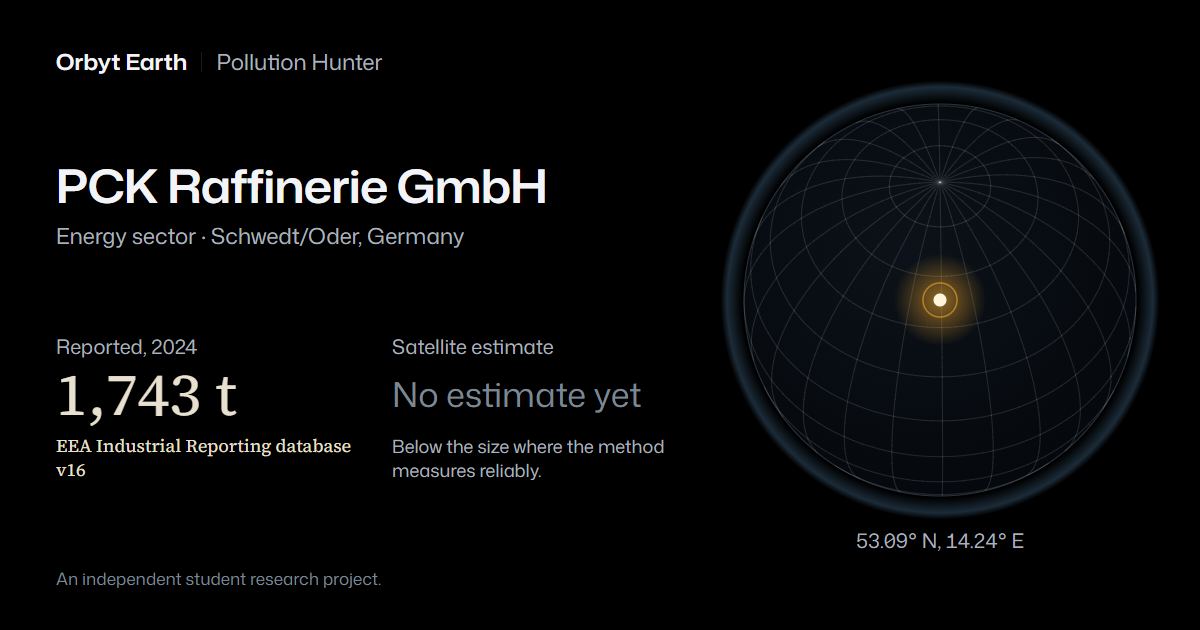 Orbyt Earth | Pollution Hunter
PCK Raffinerie GmbH
Energy sector · Schwedt/Oder, Germany
Reported, 2024
1,743 t
EEA Industrial Reporting database
v16
Satellite estimate
No estimate yet
Below the size where the method
measures reliably.
53.09° N, 14.24° E
An independent student research project.